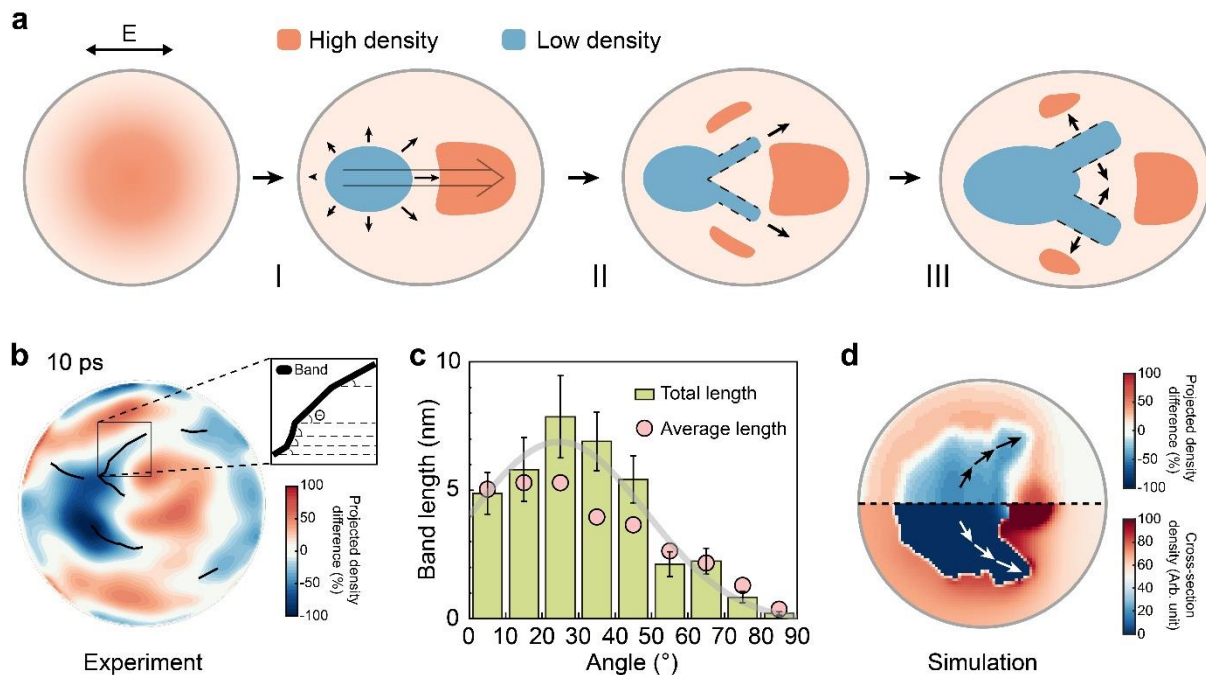 a
E
High density
Low density
I
II
III
b
10 ps
Band
Θ
100
50
0
-50
-100
Projected density
difference (%)
Experiment
c
10
5
0
Band length (nm)
Total length
Average length
0 10 20 30 40 50 60 70 80 90
Angle (°)
d
100
50
0
-50
-100
Projected density
difference (%)
100
80
60
40
20
0
Cross-section
density (Arb. unit)
Simulation